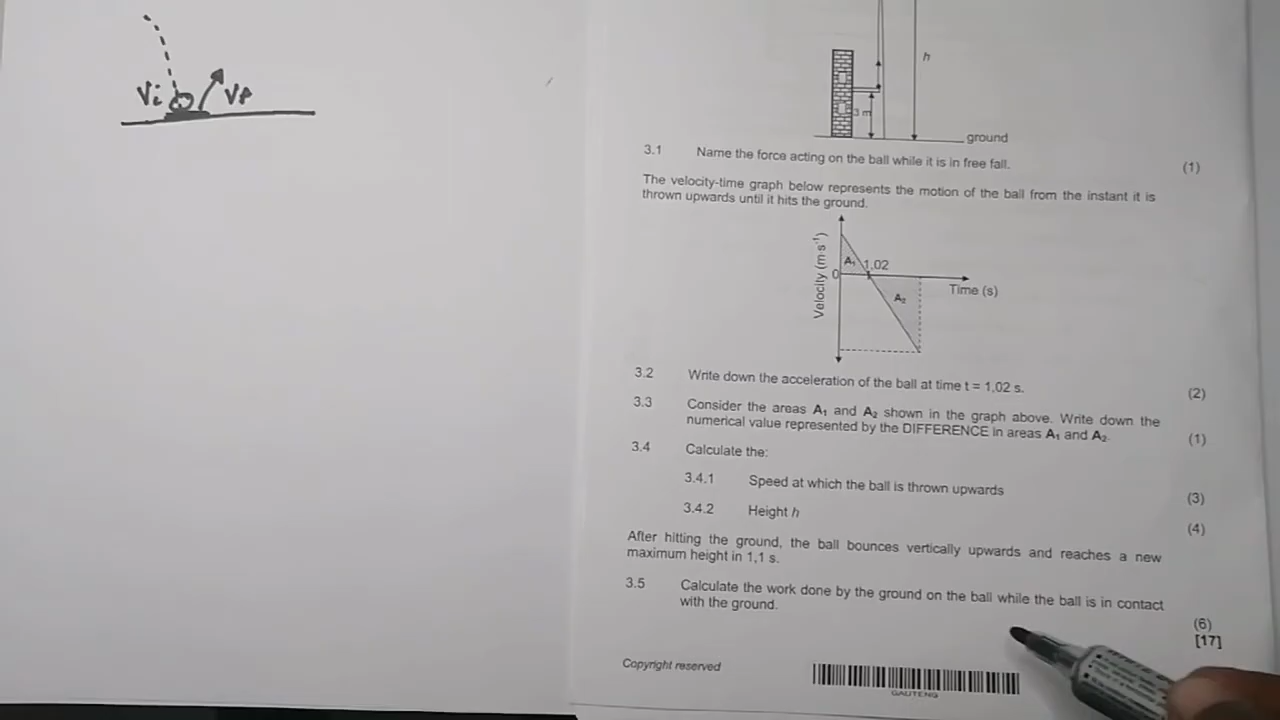 Vi
VF
h
3 m
ground
3.1 Name the force acting on the ball while it is in free fall. (1)
The velocity-time graph below represents the motion of the ball from the instant it is
thrown upwards until it hits the ground.
Velocity (m·s⁻¹)
A₁
1,02
0
Time (s)
A₂
3.2 Write down the acceleration of the ball at time t = 1,02 s. (2)
3.3 Consider the areas A₁ and A₂ shown in the graph above. Write down the
numerical value represented by the DIFFERENCE in areas A₁ and A₂. (1)
3.4 Calculate the:
3.4.1 Speed at which the ball is thrown upwards (3)
3.4.2 Height h (4)
After hitting the ground, the ball bounces vertically upwards and reaches a new
maximum height in 1,1 s.
3.5 Calculate the work done by the ground on the ball while the ball is in contact
with the ground. (6)
[17]
Copyright reserved
GAUTENG